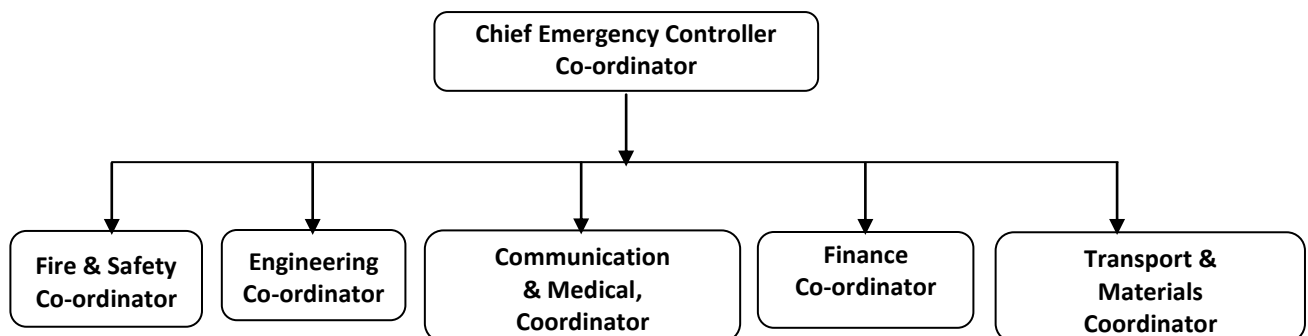 Chief Emergency Controller
Co-ordinator
Fire & Safety
Co-ordinator
Engineering
Co-ordinator
Communication
& Medical,
Coordinator
Finance
Co-ordinator
Transport &
Materials
Coordinator